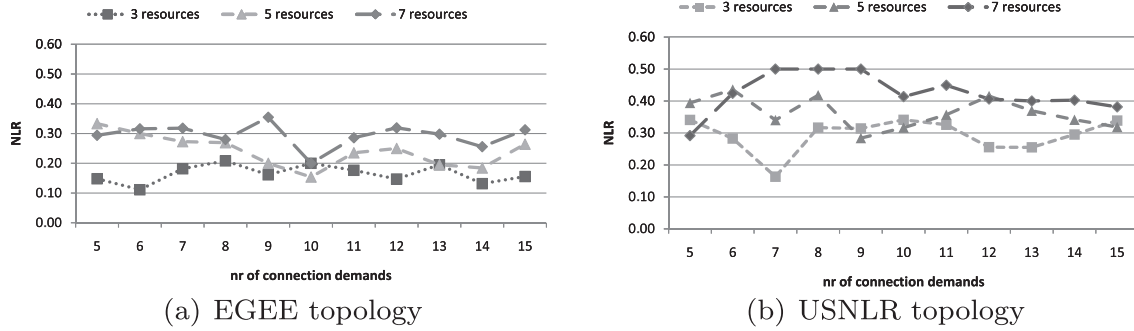 3 resources 5 resources 7 resources
0.60
0.50
0.40
0.30
0.20
0.10
0.00
NLR
5 6 7 8 9 10 11 12 13 14 15
nr of connection demands
(a) EGEE topology
3 resources 5 resources 7 resources
0.60
0.50
0.40
0.30
0.20
0.10
0.00
NLR
5 6 7 8 9 10 11 12 13 14 15
nr of connection demands
(b) USNLR topology